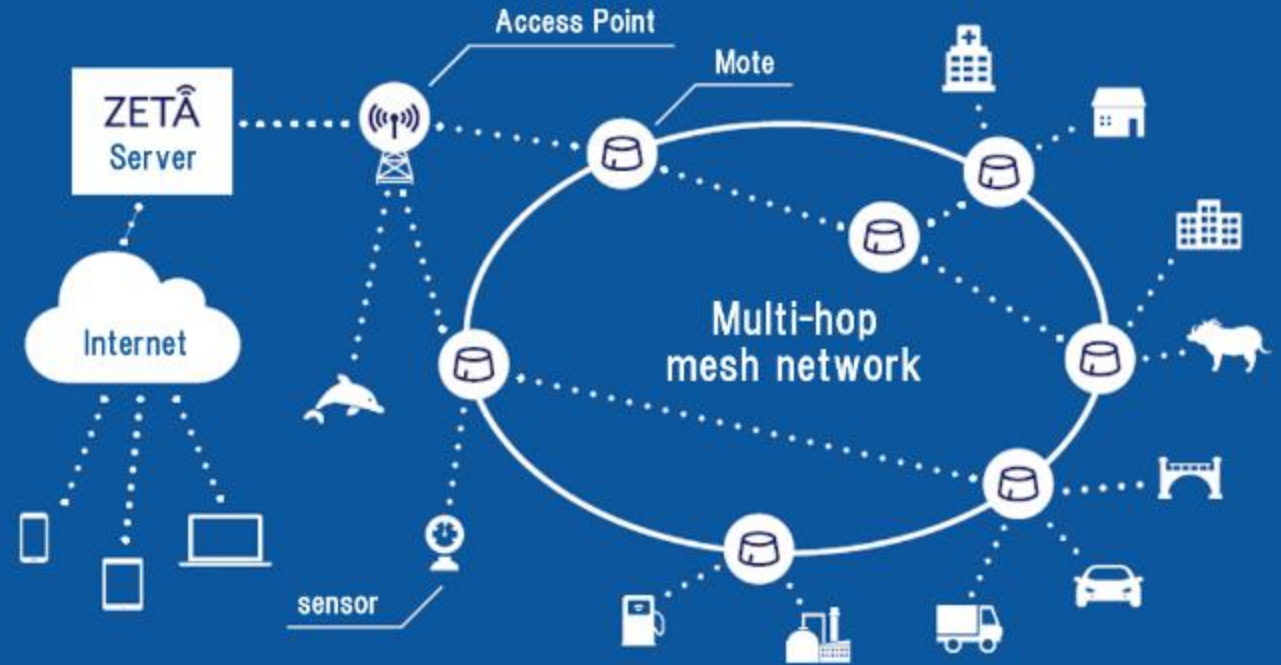 Access Point
Mote
ZETA
Server
Multi-hop
mesh network
Internet
sensor